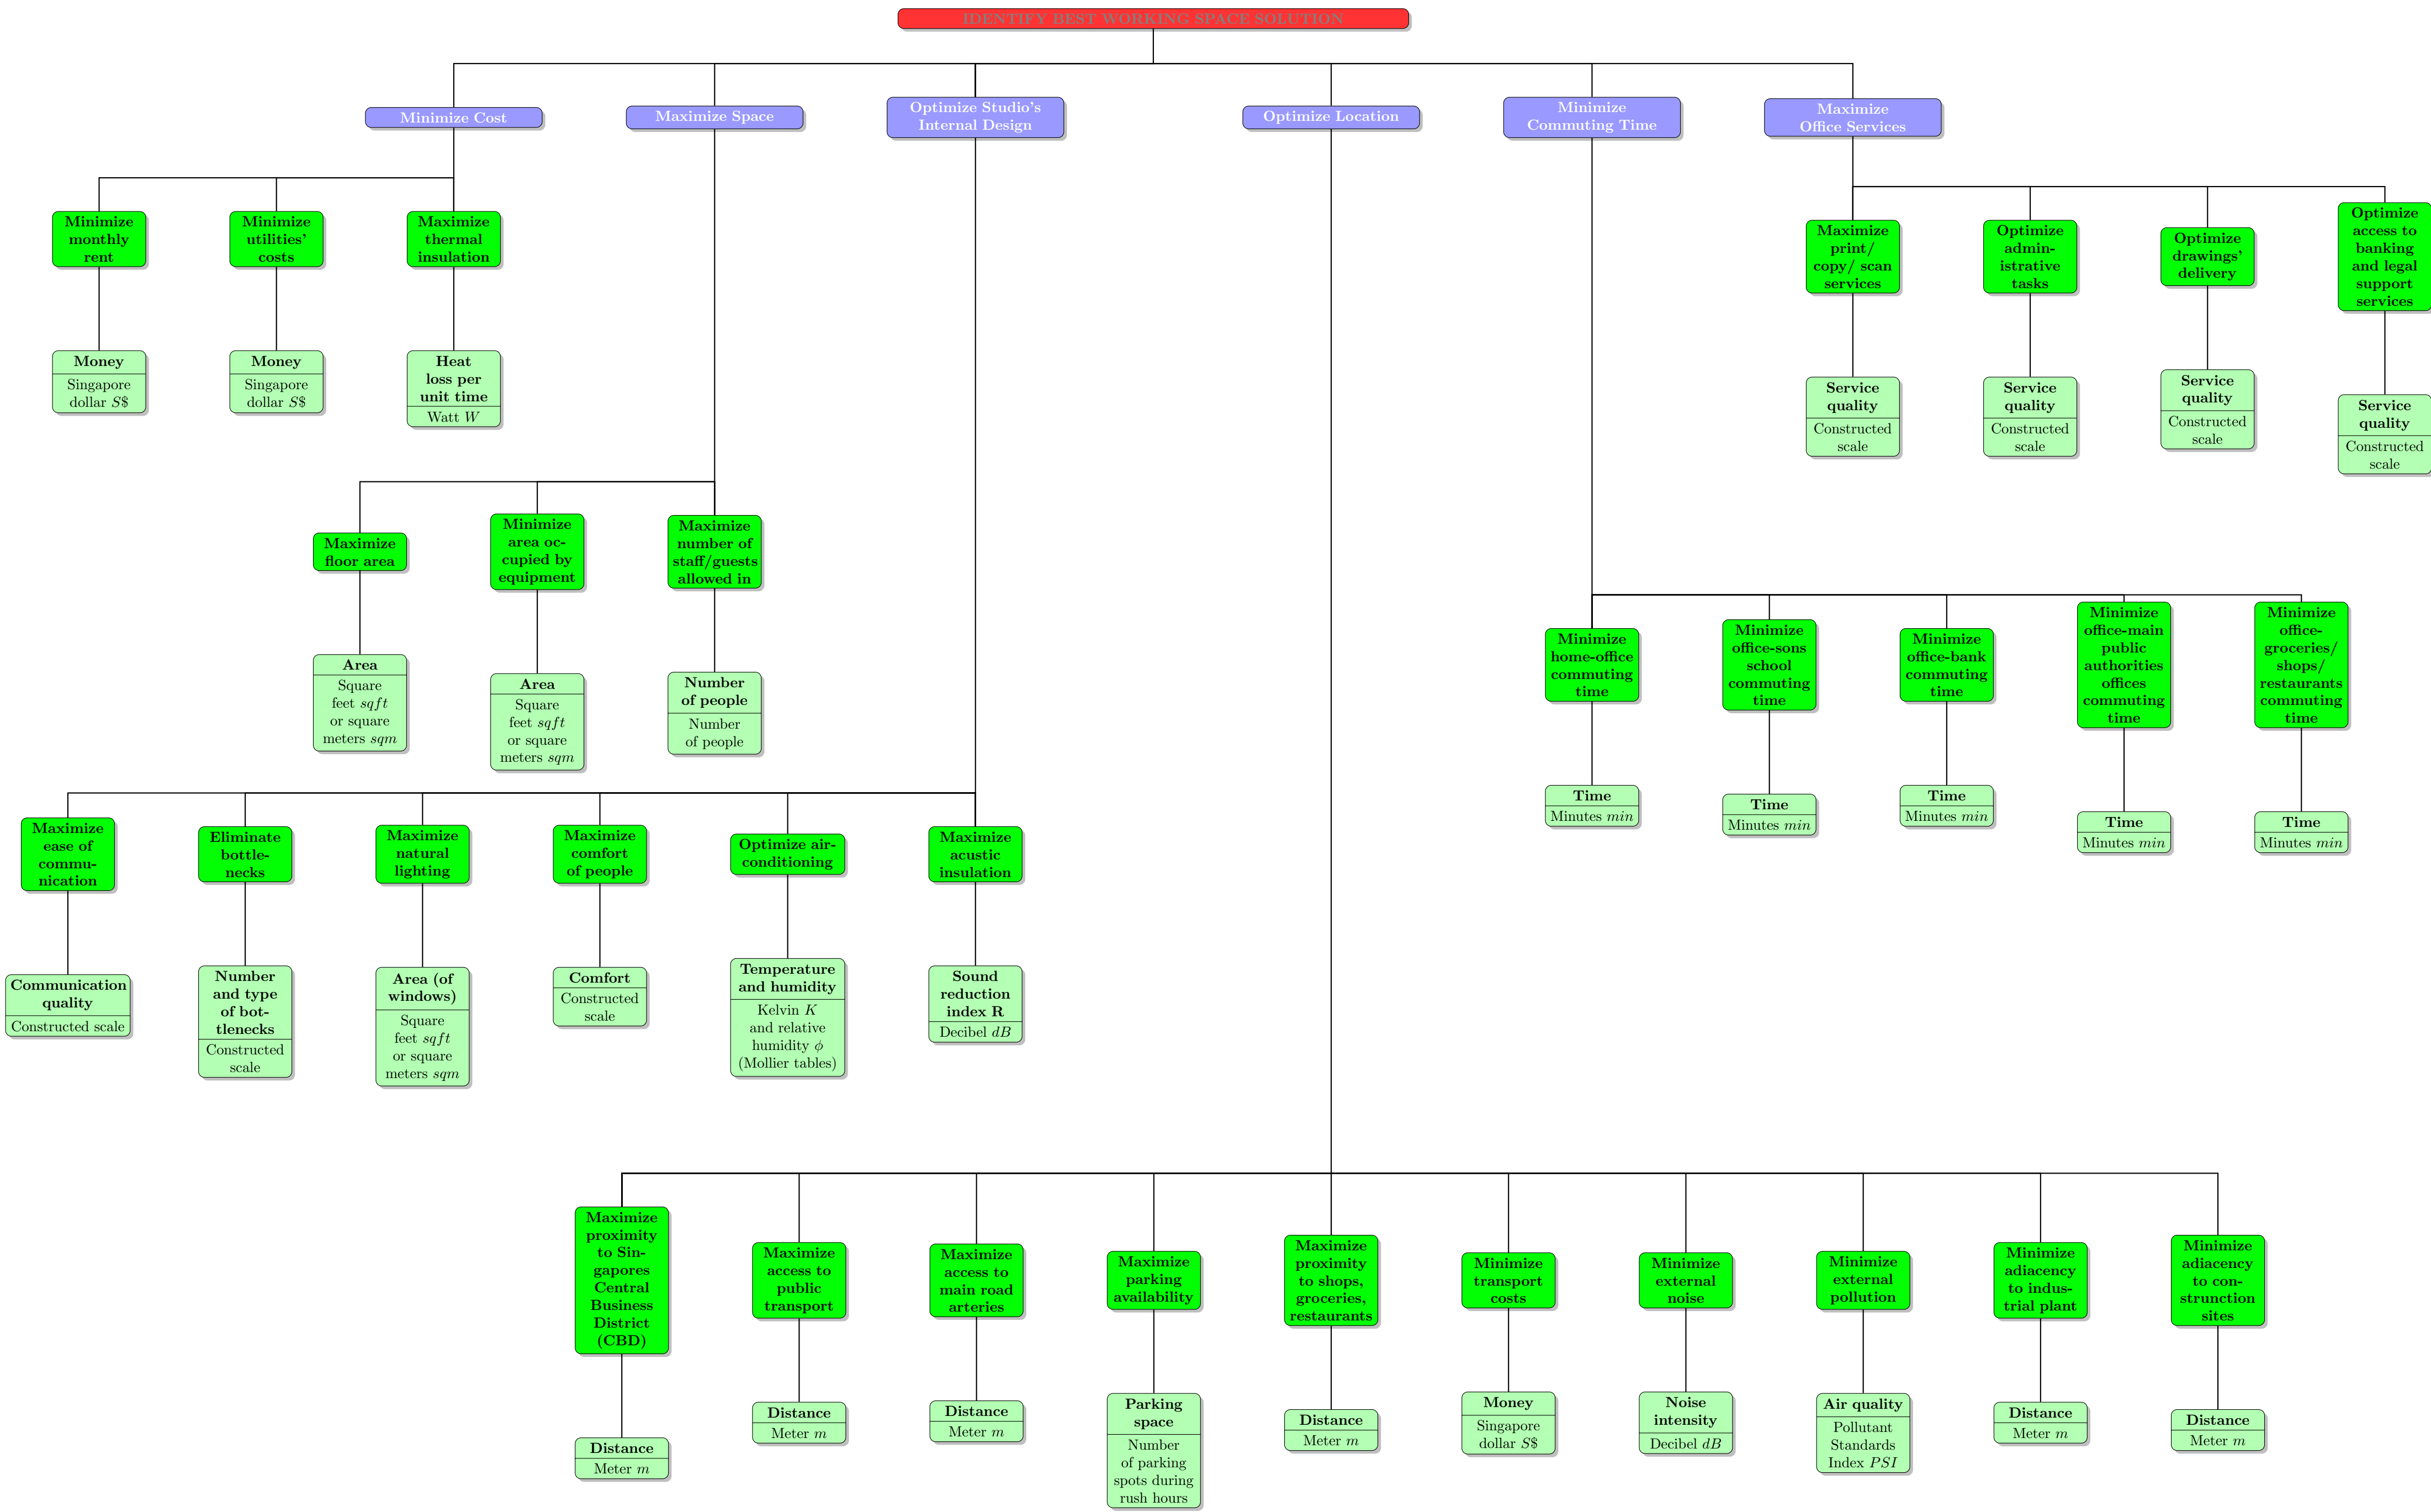 IDENTIFY BEST WORKING SPACE SOLUTION
Minimize Cost
Maximize Space
Optimize Studio's
Internal Design
Optimize Location
Minimize
Commuting Time
Maximize
Office Services
Minimize
monthly
rent
Minimize
utilities'
costs
Maximize
thermal
insulation
Maximize
print/
copy/ scan
services
Optimize
admin-
istrative
tasks
Optimize
drawings'
delivery
Optimize
access to
banking
and legal
support
services
Money
Singapore
dollar S$
Money
Singapore
dollar S$
Heat
loss per
unit time
Watt W
Service
quality
Constructed
scale
Service
quality
Constructed
scale
Service
quality
Constructed
scale
Service
quality
Constructed
scale
Maximize
floor area
Minimize
area oc-
cupied by
equipment
Maximize
number of
staff/guests
allowed in
Area
Square
feet sqft
or square
meters sqm
Area
Square
feet sqft
or square
meters sqm
Number
of people
Number
of people
Minimize
home-office
commuting
time
Minimize
office-sons
school
commuting
time
Minimize
office-bank
commuting
time
Minimize
office-main
public
authorities
offices
commuting
time
Minimize
office-
groceries/
shops/
restaurants
commuting
time
Time
Minutes min
Time
Minutes min
Time
Minutes min
Time
Minutes min
Time
Minutes min
Maximize
ease of
commu-
nication
Eliminate
bottle-
necks
Maximize
natural
lighting
Maximize
comfort
of people
Optimize air-
conditioning
Maximize
acustic
insulation
Communication
quality
Constructed scale
Number
and type
of bot-
tlenecks
Constructed
scale
Area (of
windows)
Square
feet sqft
or square
meters sqm
Comfort
Constructed
scale
Temperature
and humidity
Kelvin K
and relative
humidity ϕ
(Mollier tables)
Sound
reduction
index R
Decibel dB
Maximize
proximity
to Sin-
gapores
Central
Business
District
(CBD)
Maximize
access to
public
transport
Maximize
access to
main road
arteries
Maximize
parking
availability
Maximize
proximity
to shops,
groceries,
restaurants
Minimize
transport
costs
Minimize
external
noise
Minimize
external
pollution
Minimize
adiacency
to indus-
trial plant
Minimize
adiacency
to con-
strunction
sites
Distance
Meter m
Distance
Meter m
Distance
Meter m
Parking
space
Number
of parking
spots during
rush hours
Distance
Meter m
Money
Singapore
dollar S$
Noise
intensity
Decibel dB
Air quality
Pollutant
Standards
Index PSI
Distance
Meter m
Distance
Meter m